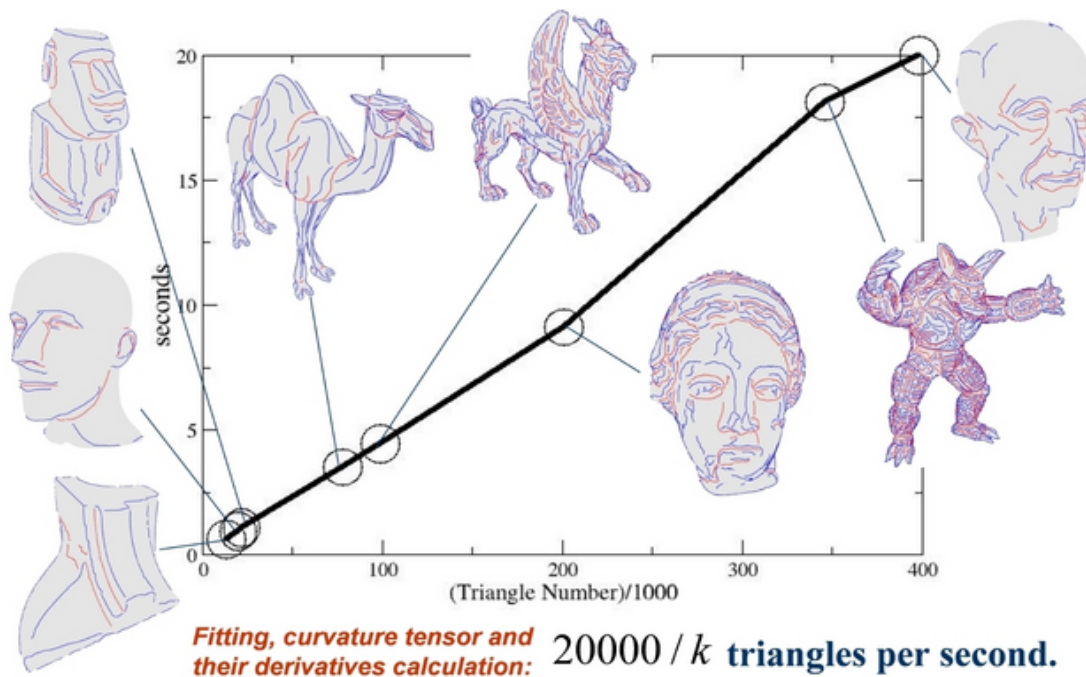 20
15
10
5
0
seconds
0 100 200 300 400
(Triangle Number)/1000
Fitting, curvature tensor and
their derivatives calculation: 20000 / k triangles per second.